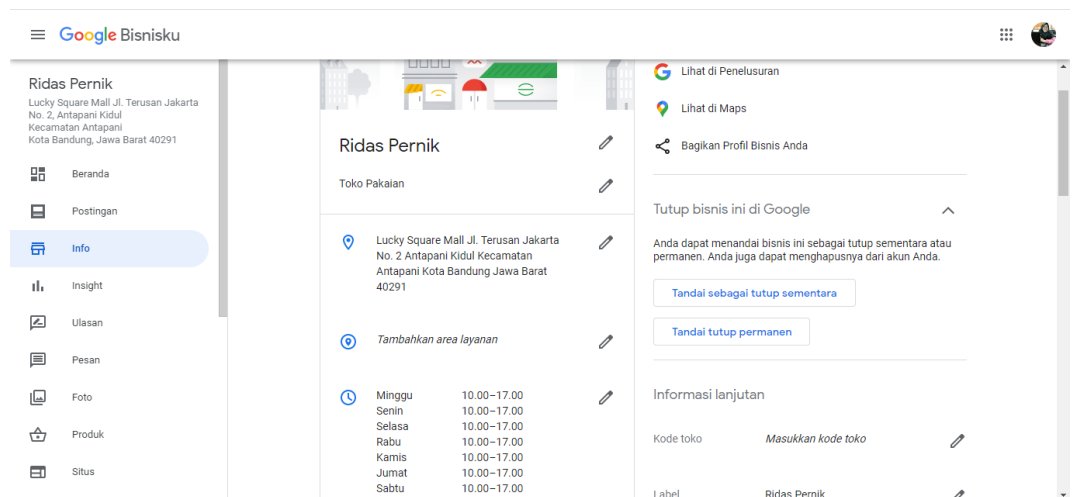 Google Bisnisku
Ridas Pernik
Lucky Square Mall Jl. Terusan Jakarta
No. 2, Antapani Kidul
Kecamatan Antapani
Kota Bandung, Jawa Barat 40291
Beranda
Postingan
Info
Insight
Ulasan
Pesan
Foto
Produk
Situs
Ridas Pernik
Toko Pakaian
Lucky Square Mall Jl. Terusan Jakarta
No. 2 Antapani Kidul Kecamatan
Antapani Kota Bandung Jawa Barat
40291
Tambahkan area layanan
Minggu 10.00–17.00
Senin 10.00–17.00
Selasa 10.00–17.00
Rabu 10.00–17.00
Kamis 10.00–17.00
Jumat 10.00–17.00
Sabtu 10.00–17.00
Lihat di Penelusuran
Lihat di Maps
Bagikan Profil Bisnis Anda
Tutup bisnis ini di Google
Anda dapat menandai bisnis ini sebagai tutup sementara atau
permanen. Anda juga dapat menghapusnya dari akun Anda.
Tandai sebagai tutup sementara
Tandai tutup permanen
Informasi lanjutan
Kode toko Masukkan kode toko
Label Ridas Pernik